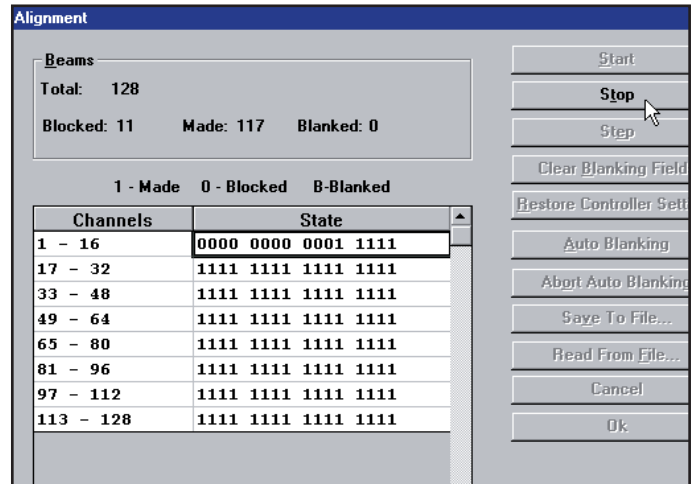 Alignment
Beams
Total: 128
Blocked: 11 Made: 117 Blanked: 0
1 - Made 0 - Blocked B-Blanked
Channels State
1 - 16 0000 0000 0001 1111
17 - 32 1111 1111 1111 1111
33 - 48 1111 1111 1111 1111
49 - 64 1111 1111 1111 1111
65 - 80 1111 1111 1111 1111
81 - 96 1111 1111 1111 1111
97 - 112 1111 1111 1111 1111
113 - 128 1111 1111 1111 1111
Start
Stop
Step
Clear Blanking Field
Restore Controller Sett
Auto Blanking
Abort Auto Blanking
Save To File...
Read From File...
Cancel
Ok